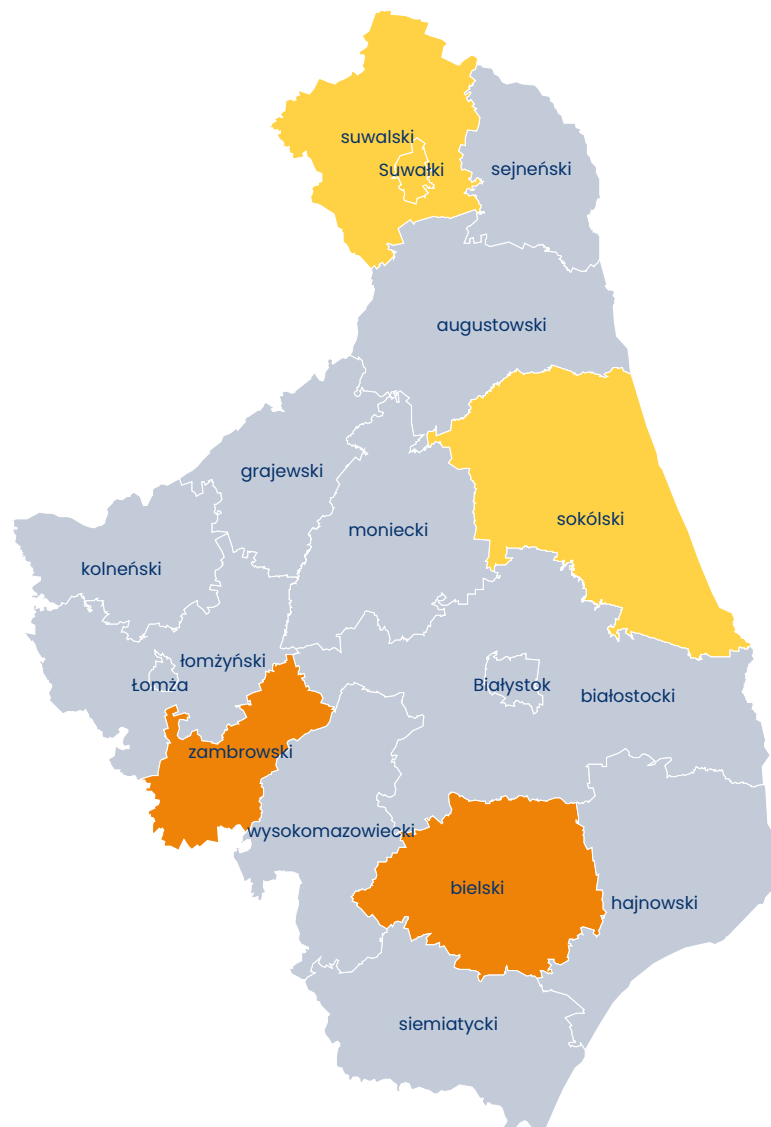 suwalski
Suwałki
sejneński
augustowski
grajewski
sokólski
moniecki
kolneński
łomżyński
Łomża
Białystok
białostocki
zambrowski
wysokomazowiecki
bielski
hajnowski
siemiatycki